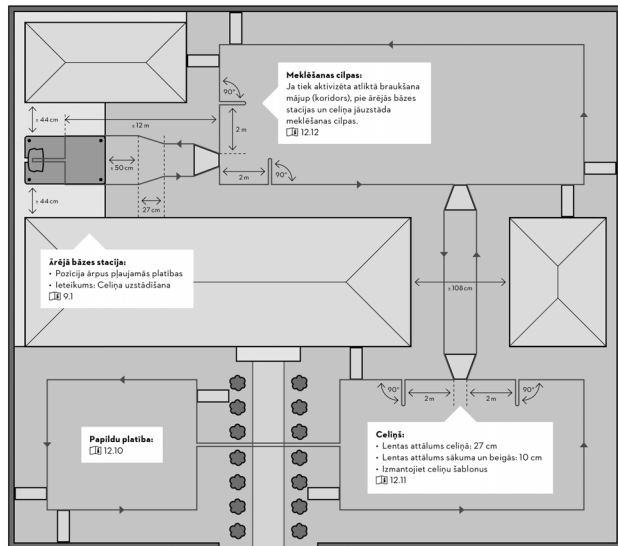 Meklēšanas cilpas:
Ja tiek aktivizēta atliktā braukšana
mājup (koridors), pie ārējās bāzes
stacijas un celiņa jāuzstāda
meklēšanas cilpas.
12.12
90°
2 m
± 44 cm
± 12 m
± 50 cm
2 m
90°
± 44 cm
27 cm
Ārējā bāzes stacija:
• Pozīcija ārpus pļaujamās platības
• Ieteikums: Celiņa uzstādīšana
9.1
± 108 cm
90°
2 m
2 m
90°
Papildu platība:
12.10
Celiņš:
• Lentas attālums celiņā: 27 cm
• Lentas attālums sākuma un beigās: 10 cm
• Izmantojiet celiņu šablonus
12.11